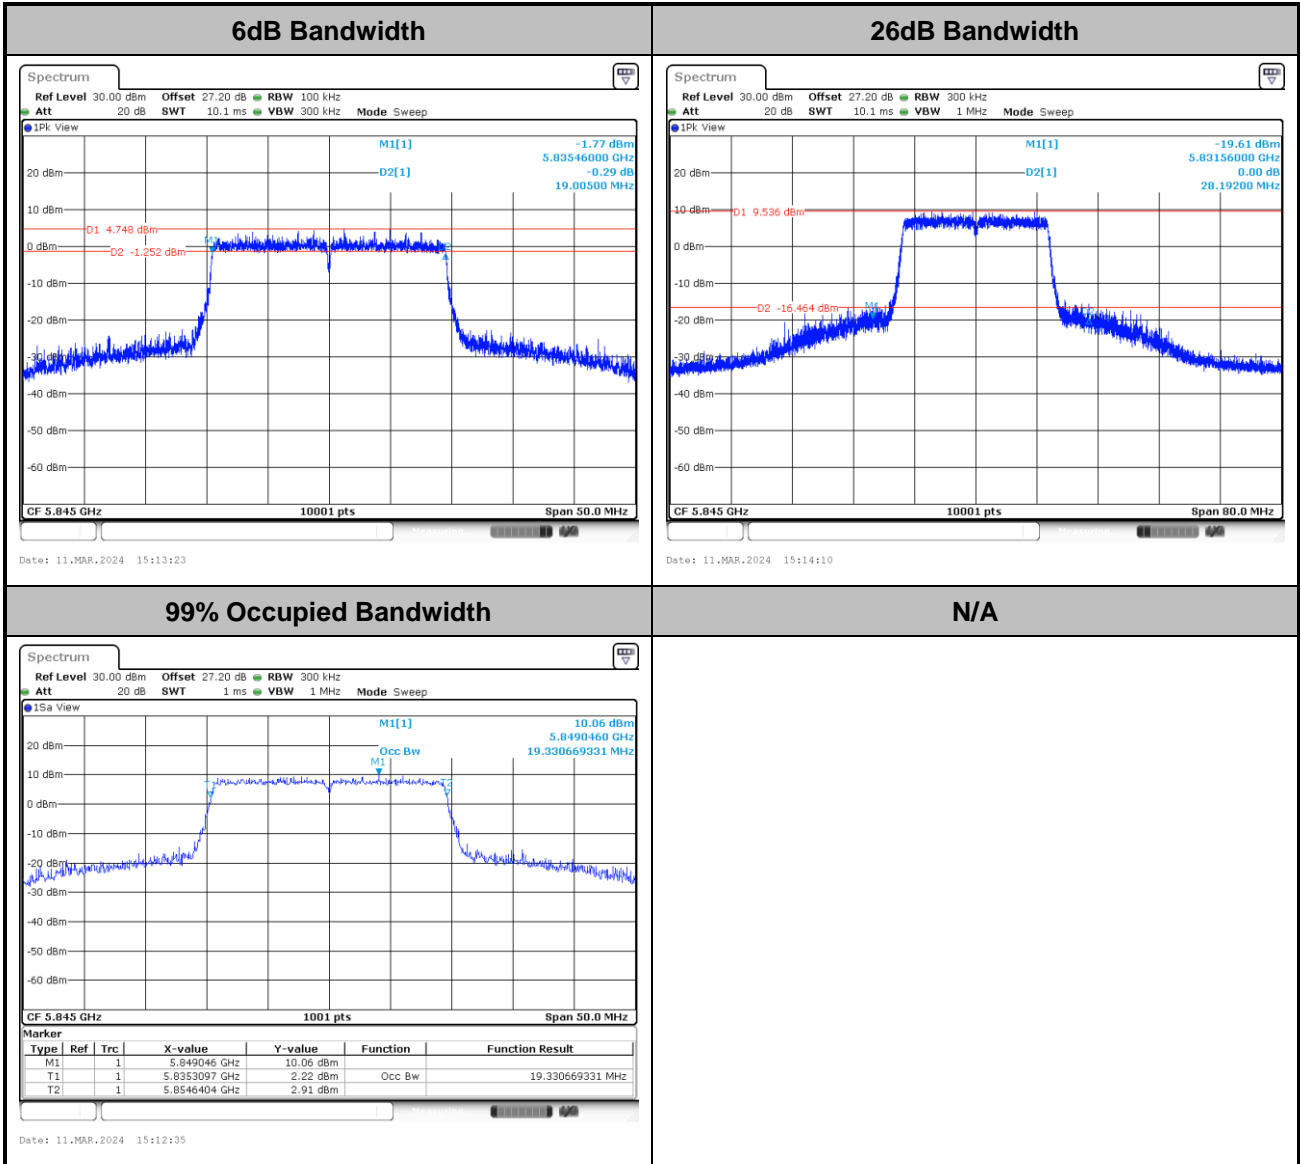 6dB Bandwidth
26dB Bandwidth
Spectrum
Ref Level 30.00 dBm Offset 27.20 dB RBW 100 kHz
Att 20 dB SWT 10.1 ms VBW 300 kHz Mode Sweep
1Pk View
M1[1] -1.77 dBm
5.83546000 GHz
D2[1] -0.29 dB
19.00500 MHz
20 dBm
10 dBm
D1 4.748 dBm
M1
D2
0 dBm
D2 -1.252 dBm
-10 dBm
-20 dBm
-30 dBm
-40 dBm
-50 dBm
-60 dBm
CF 5.845 GHz 10001 pts Span 50.0 MHz
Date: 11.MAR.2024 15:13:23
Spectrum
Ref Level 30.00 dBm Offset 27.20 dB RBW 300 kHz
Att 20 dB SWT 10.1 ms VBW 1 MHz Mode Sweep
1Pk View
M1[1] -19.61 dBm
5.83156000 GHz
D2[1] 0.00 dB
28.19200 MHz
20 dBm
10 dBm
D1 9.536 dBm
0 dBm
-10 dBm
D2 -16.464 dBm
M1
-20 dBm
-30 dBm
-40 dBm
-50 dBm
-60 dBm
CF 5.845 GHz 10001 pts Span 80.0 MHz
Date: 11.MAR.2024 15:14:10
99% Occupied Bandwidth
N/A
Spectrum
Ref Level 30.00 dBm Offset 27.20 dB RBW 300 kHz
Att 20 dB SWT 1 ms VBW 1 MHz Mode Sweep
1Sa View
M1[1] 10.06 dBm
5.8490460 GHz
Occ Bw 19.330669331 MHz
20 dBm
M1
10 dBm
T1
T2
0 dBm
-10 dBm
-20 dBm
-30 dBm
-40 dBm
-50 dBm
-60 dBm
CF 5.845 GHz 1001 pts Span 50.0 MHz
Marker
Type Ref Trc X-value Y-value Function Function Result
M1 1 5.849046 GHz 10.06 dBm
T1 1 5.8353097 GHz 2.22 dBm Occ Bw 19.330669331 MHz
T2 1 5.8546404 GHz 2.91 dBm
Date: 11.MAR.2024 15:12:35